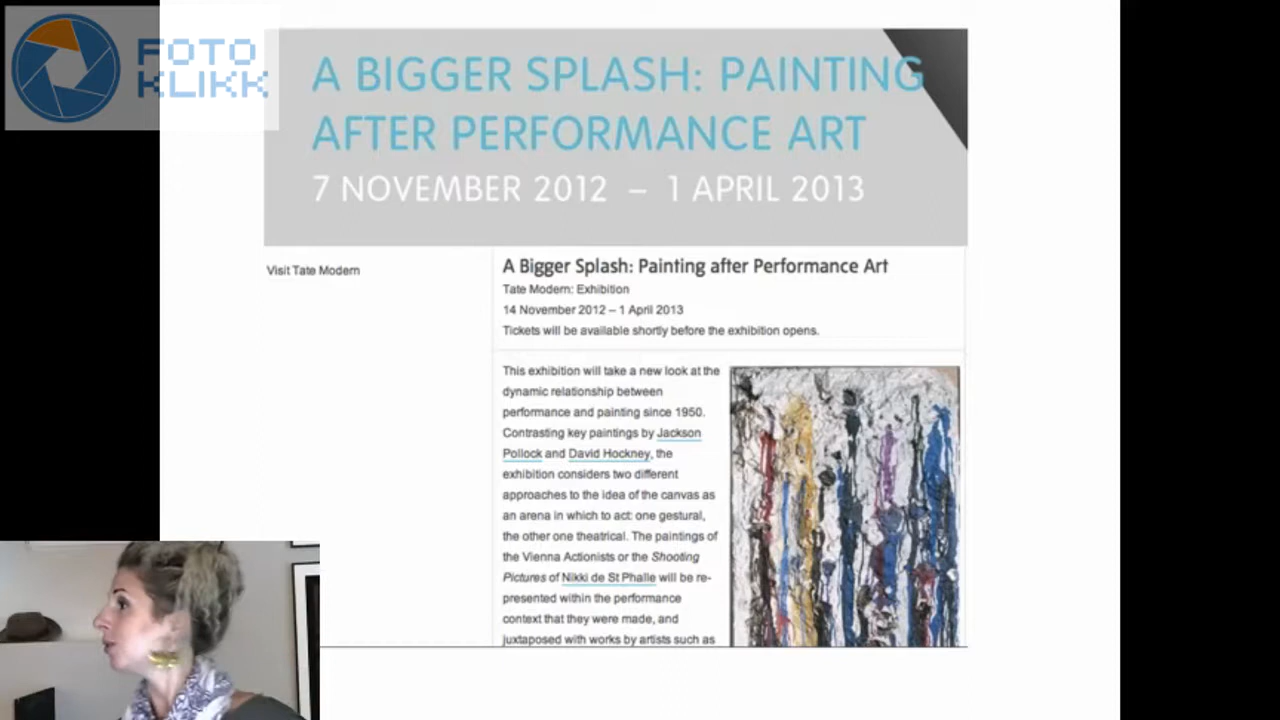 FOTO
KLIKK
A BIGGER SPLASH: PAINTING
AFTER PERFORMANCE ART
7 NOVEMBER 2012 – 1 APRIL 2013
Visit Tate Modern
A Bigger Splash: Painting after Performance Art
Tate Modern: Exhibition
14 November 2012 – 1 April 2013
Tickets will be available shortly before the exhibition opens.
This exhibition will take a new look at the
dynamic relationship between
performance and painting since 1950.
Contrasting key paintings by Jackson
Pollock and David Hockney, the
exhibition considers two different
approaches to the idea of the canvas as
an arena in which to act: one gestural,
the other one theatrical. The paintings of
the Vienna Actionists or the Shooting
Pictures of Nikki de St Phalle will be re-
presented within the performance
context that they were made, and
juxtaposed with works by artists such as